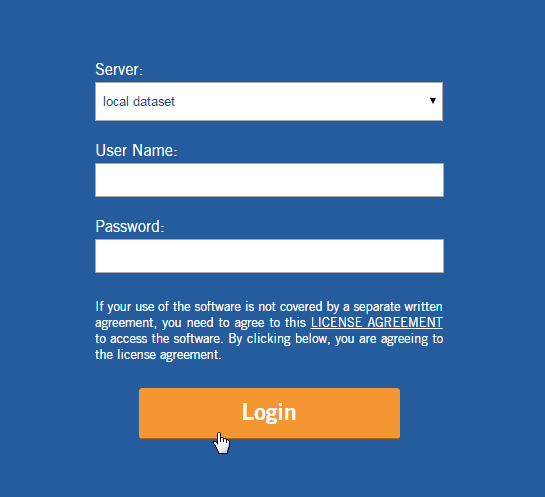 Server:
local dataset
User Name:
Password:
If your use of the software is not covered by a separate written
agreement, you need to agree to this LICENSE AGREEMENT
to access the software. By clicking below, you are agreeing to
the license agreement.
Login